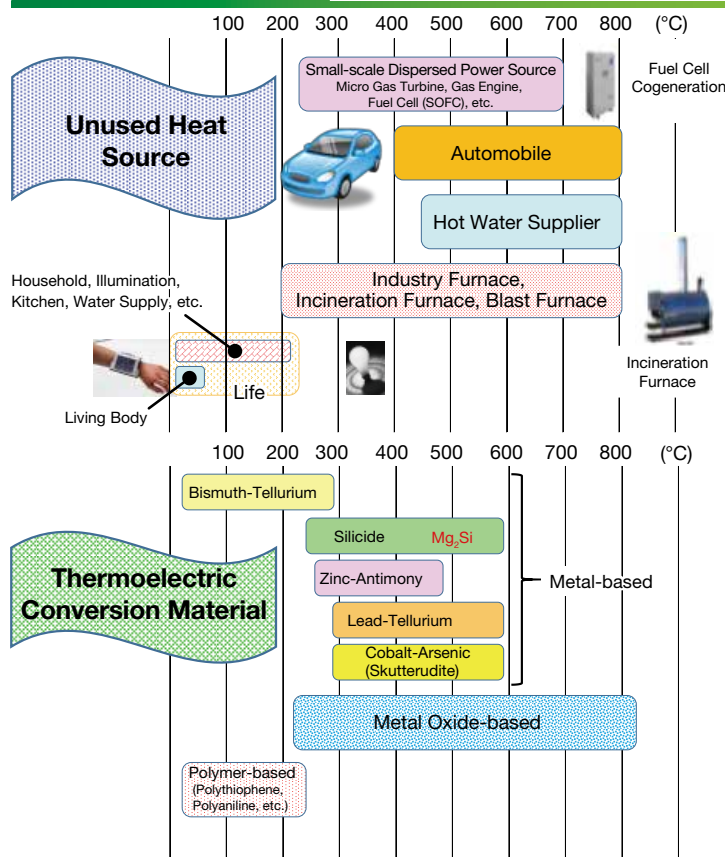 100 200 300 400 500 600 700 800 (°C)
Small-scale Dispersed Power Source
Micro Gas Turbine, Gas Engine,
Fuel Cell (SOFC), etc.
Fuel Cell
Cogeneration
Unused Heat
Source
Automobile
Hot Water Supplier
Household, Illumination,
Kitchen, Water Supply, etc.
Industry Furnace,
Incineration Furnace, Blast Furnace
Incineration
Furnace
Life
Living Body
100 200 300 400 500 600 700 800 (°C)
Bismuth-Tellurium
Silicide Mg₂Si
Thermoelectric
Conversion Material
Zinc-Antimony
Metal-based
Lead-Tellurium
Cobalt-Arsenic
(Skutterudite)
Metal Oxide-based
Polymer-based
(Polythiophene,
Polyaniline, etc.)